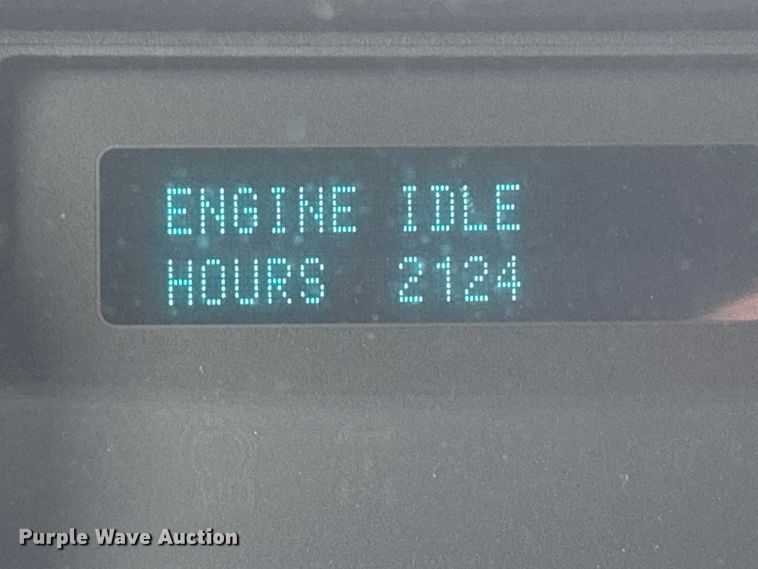 ENGINE IDLE
HOURS 2124
Purple Wave Auction